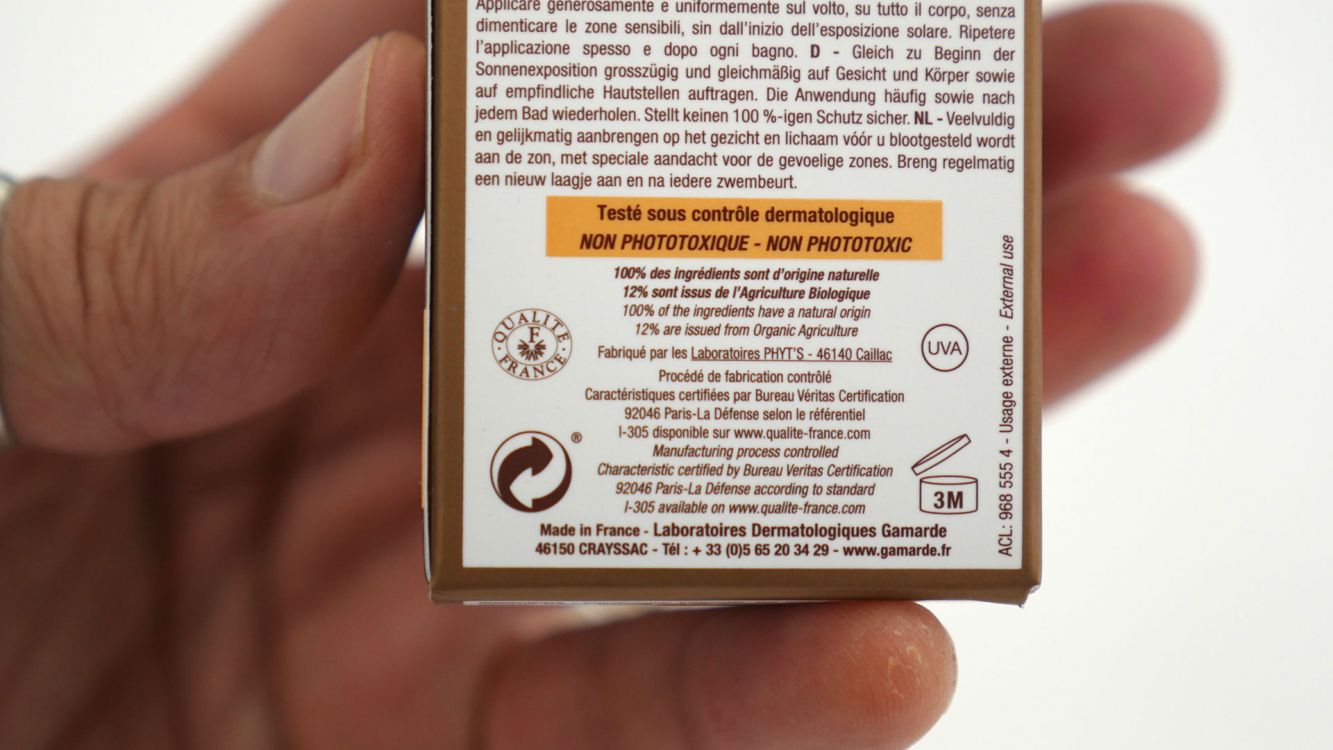 Applicare generosamente e uniformemente sul volto, su tutto il corpo, senza
dimenticare le zone sensibili, sin dall'inizio dell'esposizione solare. Ripetere
l'applicazione spesso e dopo ogni bagno. D - Gleich zu Beginn der
Sonnenexposition grosszügig und gleichmäßig auf Gesicht und Körper sowie
auf empfindliche Hautstellen auftragen. Die Anwendung häufig sowie nach
jedem Bad wiederholen. Stellt keinen 100 %-igen Schutz sicher. NL - Veelvuldig
en gelijkmatig aanbrengen op het gezicht en lichaam vóór u blootgesteld wordt
aan de zon, met speciale aandacht voor de gevoelige zones. Breng regelmatig
een nieuw laagje aan en na iedere zwembeurt.
Testé sous contrôle dermatologique
NON PHOTOTOXIQUE - NON PHOTOTOXIC
100% des ingrédients sont d'origine naturelle
12% sont issus de l'Agriculture Biologique
100% of the ingredients have a natural origin
12% are issued from Organic Agriculture
Fabriqué par les Laboratoires PHYT'S - 46140 Caillac
Procédé de fabrication contrôlé
Caractéristiques certifiées par Bureau Véritas Certification
92046 Paris-La Défense selon le référentiel
I-305 disponible sur www.qualite-france.com
Manufacturing process controlled
Characteristic certified by Bureau Veritas Certification
92046 Paris-La Défense according to standard
I-305 available on www.qualite-france.com
Made in France - Laboratoires Dermatologiques Gamarde
46150 CRAYSSAC - Tél : + 33 (0)5 65 20 34 29 - www.gamarde.fr
QUALITE
F
FRANCE
®
UVA
3M
ACL: 968 555 4 - Usage externe - External use